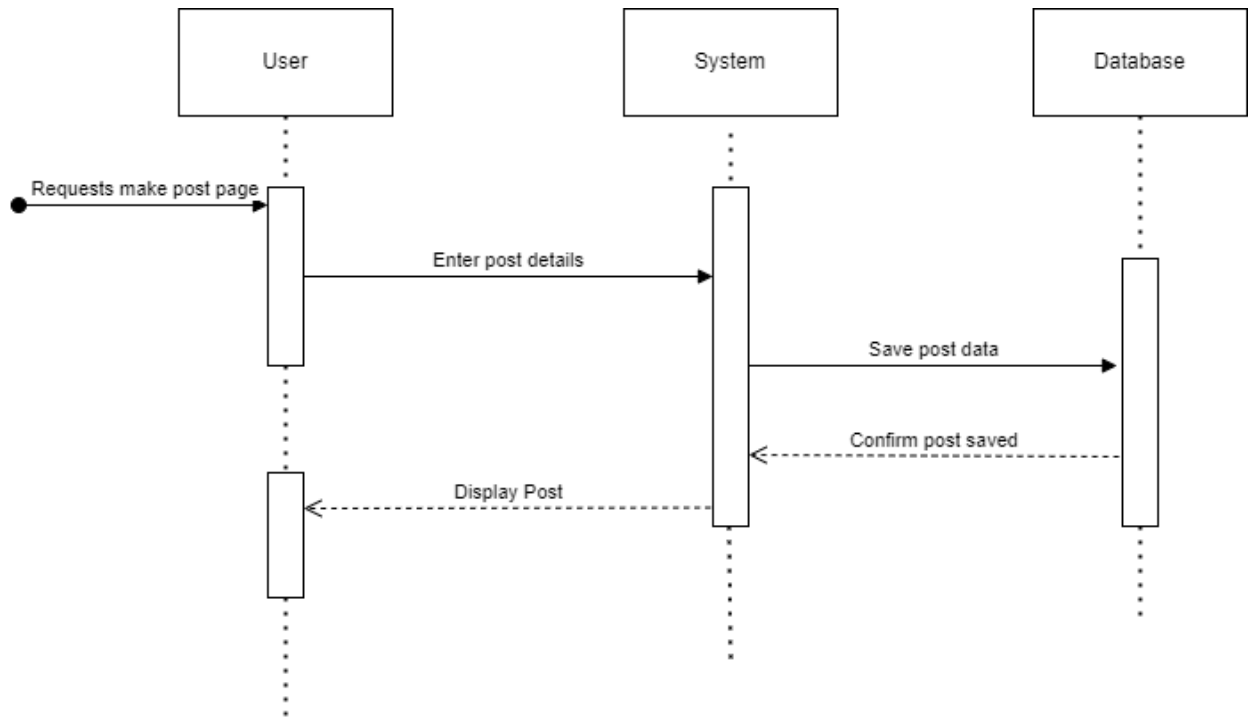 User
System
Database
Requests make post page
Enter post details
Save post data
Confirm post saved
Display Post